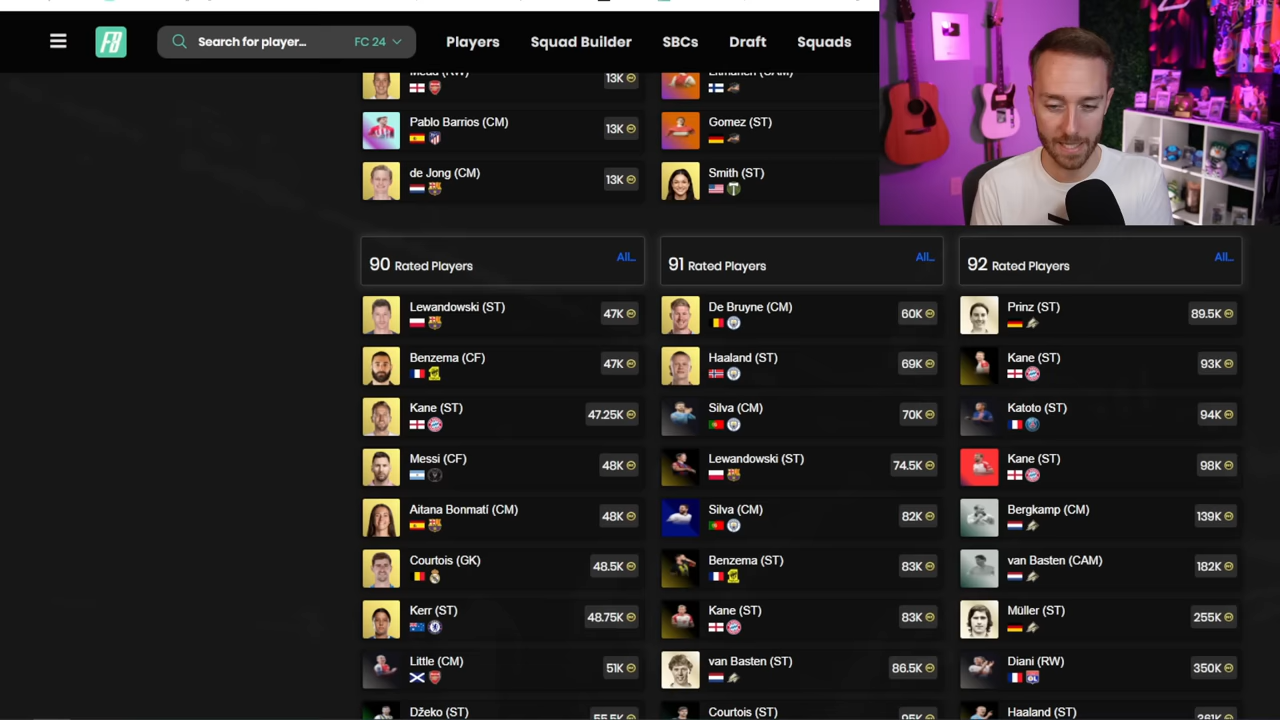 FB
Search for player...
FC 24
Players
Squad Builder
SBCs
Draft
Squads
Mead (RW)
13K
Pablo Barrios (CM)
13K
de Jong (CM)
13K
Gomez (ST)
Smith (ST)
90 Rated Players
All...
Lewandowski (ST)
47K
Benzema (CF)
47K
Kane (ST)
47.25K
Messi (CF)
48K
Aitana Bonmatí (CM)
48K
Courtois (GK)
48.5K
Kerr (ST)
48.75K
Little (CM)
51K
Džeko (ST)
55.5K
91 Rated Players
All...
De Bruyne (CM)
60K
Haaland (ST)
69K
Silva (CM)
70K
Lewandowski (ST)
74.5K
Silva (CM)
82K
Benzema (ST)
83K
Kane (ST)
83K
van Basten (ST)
86.5K
Courtois (ST)
95K
92 Rated Players
All...
Prinz (ST)
89.5K
Kane (ST)
93K
Katoto (ST)
94K
Kane (ST)
98K
Bergkamp (CM)
139K
van Basten (CAM)
182K
Müller (ST)
255K
Diani (RW)
350K
Haaland (ST)